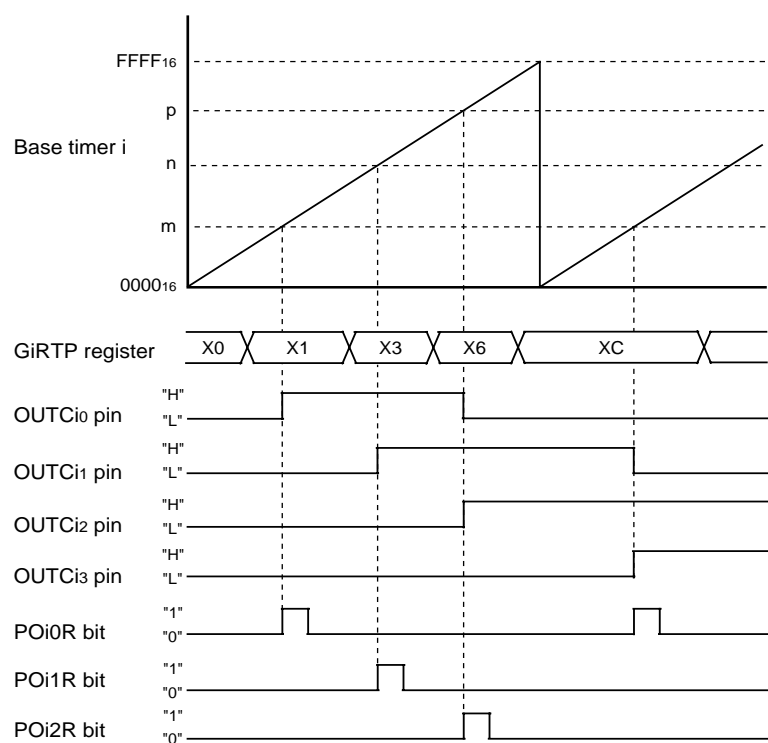 FFFF16
p
Base timer i
n
m
000016
GiRTP register X0 X1 X3 X6 XC
"H"
OUTCi0 pin "L"
"H"
OUTCi1 pin "L"
"H"
OUTCi2 pin "L"
"H"
OUTCi3 pin "L"
"1"
POi0R bit "0"
"1"
POi1R bit "0"
"1"
POi2R bit "0"